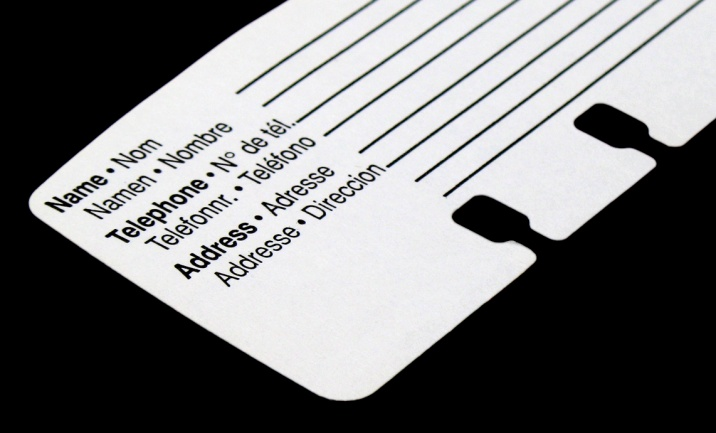 Name • Nom
Namen • Nombre
Telephone • N° de tél.
Telefonnr. • Teléfono
Address • Adresse
Addresse • Direccion